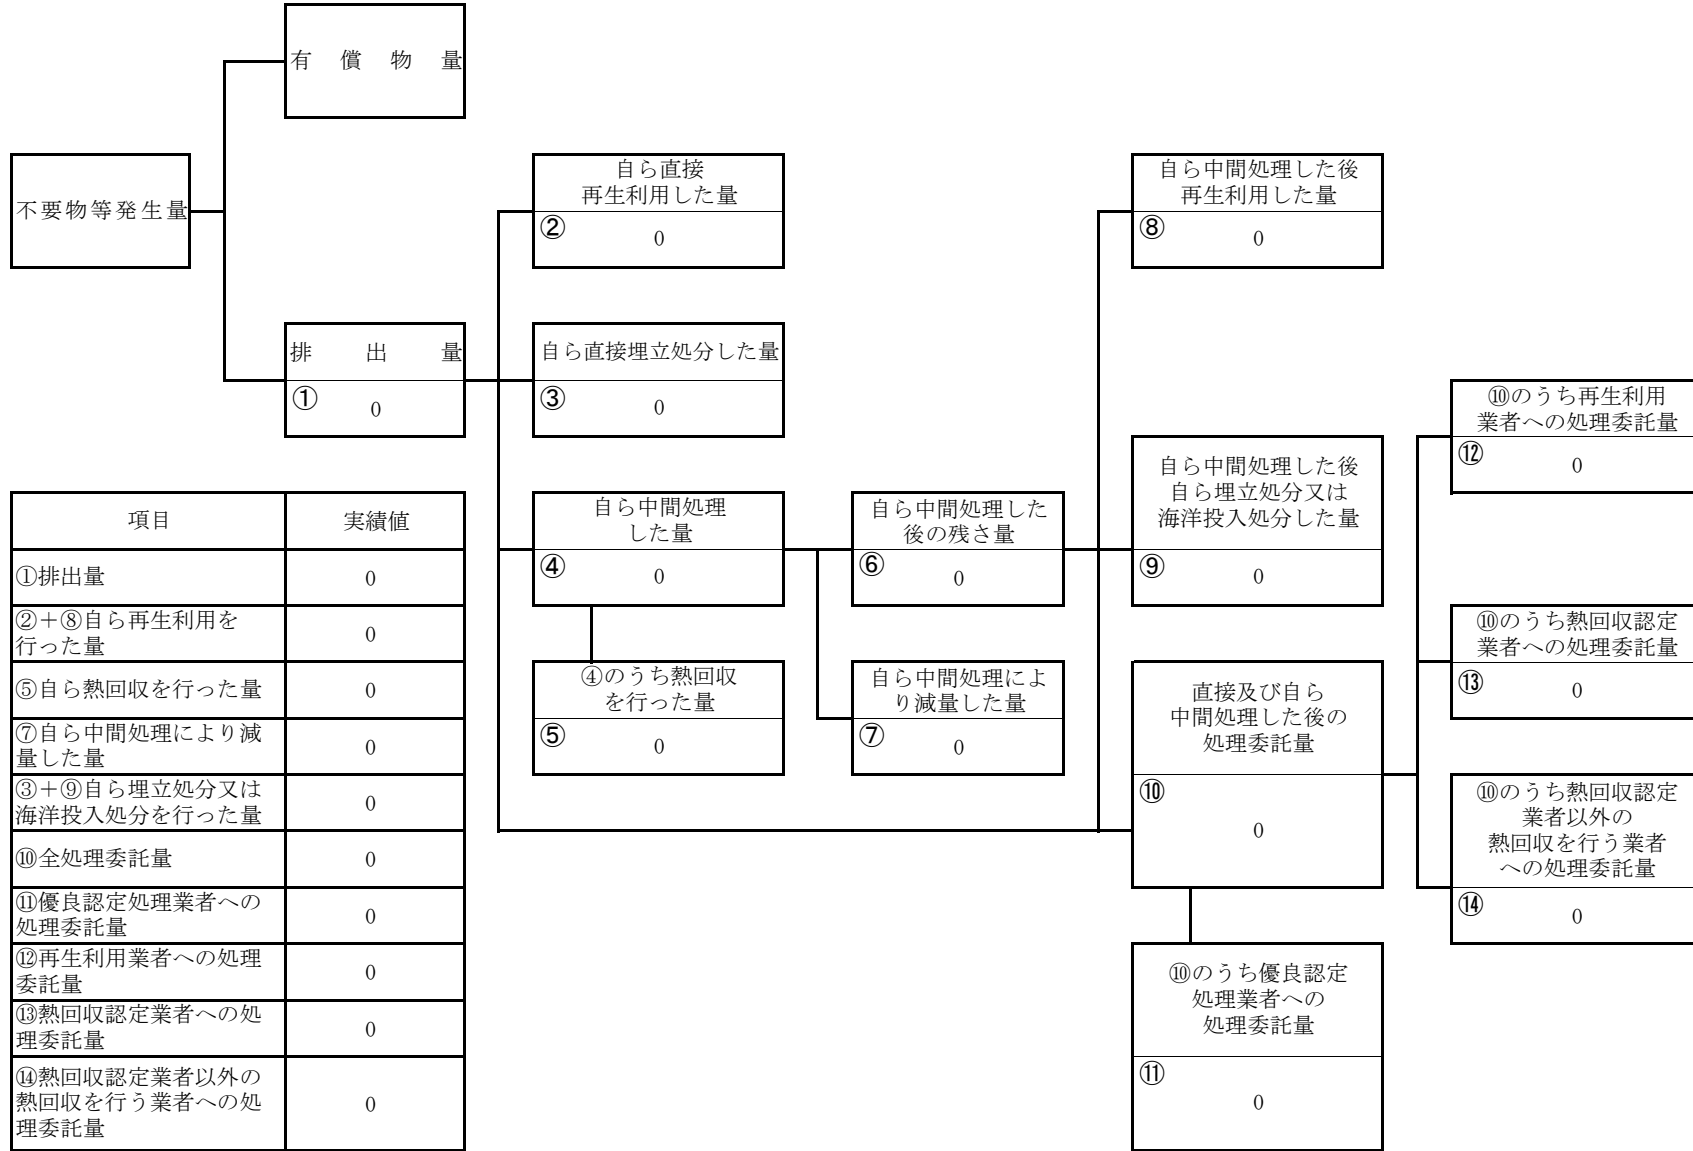 有償物量
不要物等発生量
排出量
①
0
自ら直接
再生利用した量
②
0
自ら直接埋立処分した量
③
0
自ら中間処理
した量
④
0
④のうち熱回収
を行った量
⑤
0
自ら中間処理した
後の残さ量
⑥
0
自ら中間処理によ
り減量した量
⑦
0
自ら中間処理した後
再生利用した量
⑧
0
自ら中間処理した後
自ら埋立処分又は
海洋投入処分した量
⑨
0
直接及び自ら
中間処理した後の
処理委託量
⑩
0
⑩のうち優良認定
処理業者への
処理委託量
⑪
0
⑩のうち再生利用
業者への処理委託量
⑫
0
⑩のうち熱回収認定
業者への処理委託量
⑬
0
⑩のうち熱回収認定
業者以外の
熱回収を行う業者
への処理委託量
⑭
0
項目 実績値
①排出量 0
②+⑧自ら再生利用を
行った量 0
⑤自ら熱回収を行った量 0
⑦自ら中間処理により減
量した量 0
③+⑨自ら埋立処分又は
海洋投入処分を行った量 0
⑩全処理委託量 0
⑪優良認定処理業者への
処理委託量 0
⑫再生利用業者への処理
委託量 0
⑬熱回収認定業者への処
理委託量 0
⑭熱回収認定業者以外の
熱回収を行う業者への処
理委託量 0